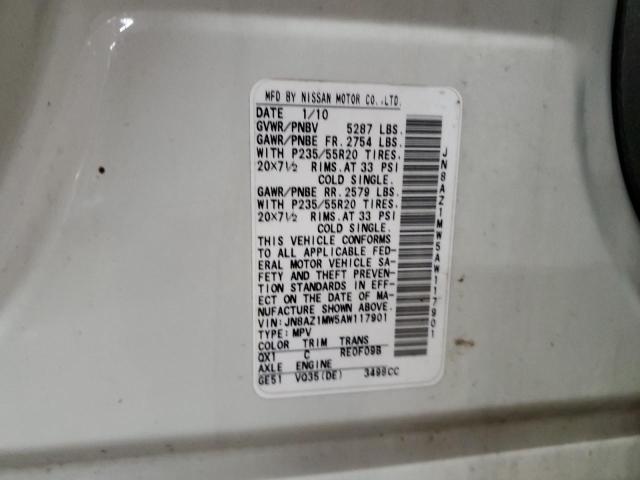 MFD BY NISSAN MOTOR CO.,LTD.
DATE 1/10
GVWR/PNBV 5287 LBS.
GAWR/PNBE FR. 2754 LBS.
WITH P235/55R20 TIRES.
20×7½ RIMS.AT 33 PSI
COLD SINGLE.
GAWR/PNBE RR. 2579 LBS.
WITH P235/55R20 TIRES.
20×7½ RIMS.AT 33 PSI
COLD SINGLE.
THIS VEHICLE CONFORMS
TO ALL APPLICABLE FED-
ERAL MOTOR VEHICLE SA-
FETY AND THEFT PREVEN-
TION STANDARDS IN EFF-
ECT ON THE DATE OF MA-
NUFACTURE SHOWN ABOVE.
VIN:JN8AZ1MW5AW117901
TYPE:MPV
COLOR TRIM TRANS
QX1 C RE0F09B
AXLE ENGINE
GE51 VQ35(DE) 3498CC
JN8AZ1MW5AW117901